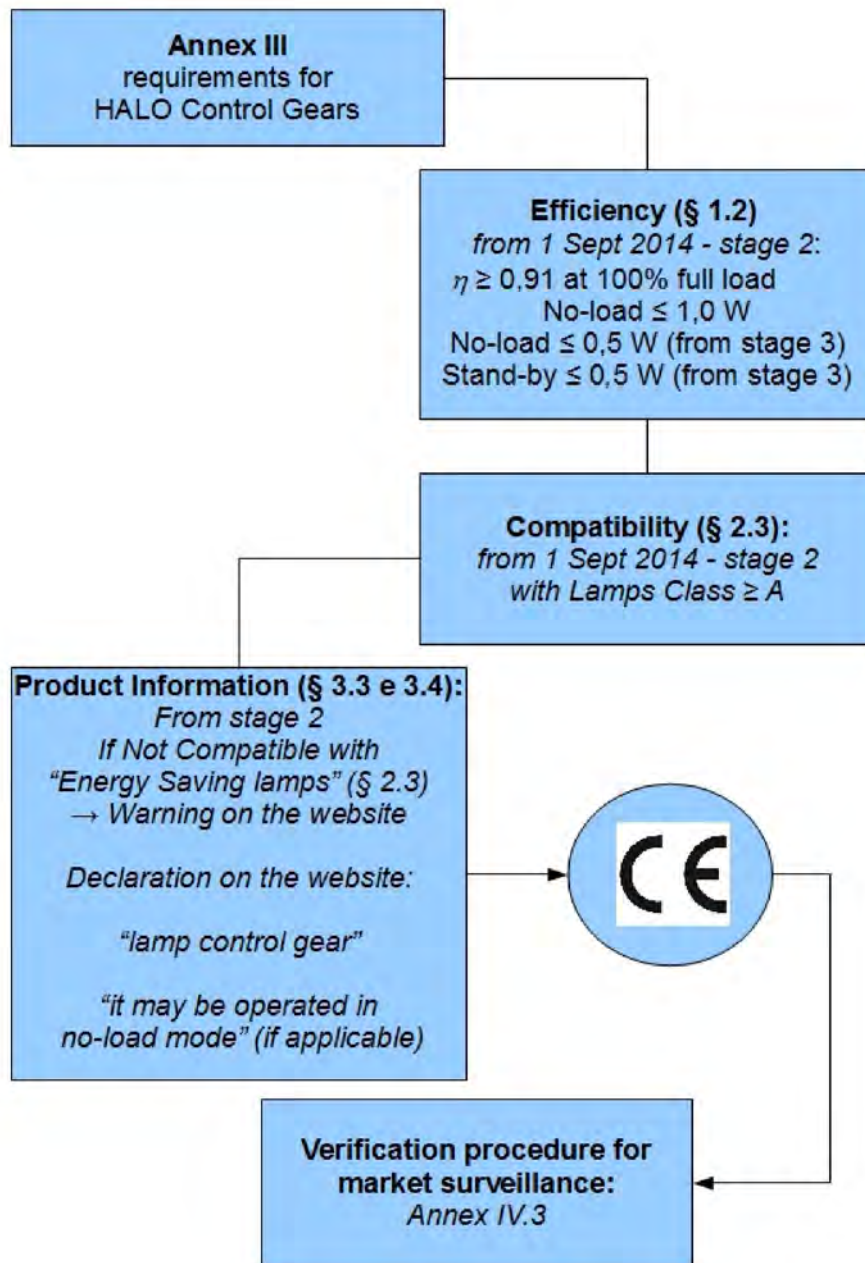 Annex III
requirements for
HALO Control Gears
Efficiency (§ 1.2)
from 1 Sept 2014 - stage 2:
η ≥ 0,91 at 100% full load
No-load ≤ 1,0 W
No-load ≤ 0,5 W (from stage 3)
Stand-by ≤ 0,5 W (from stage 3)
Compatibility (§ 2.3):
from 1 Sept 2014 - stage 2
with Lamps Class ≥ A
Product Information (§ 3.3 e 3.4):
From stage 2
If Not Compatible with
“Energy Saving lamps” (§ 2.3)
→ Warning on the website
Declaration on the website:
“lamp control gear”
“it may be operated in
no-load mode” (if applicable)
CE
Verification procedure for
market surveillance:
Annex IV.3